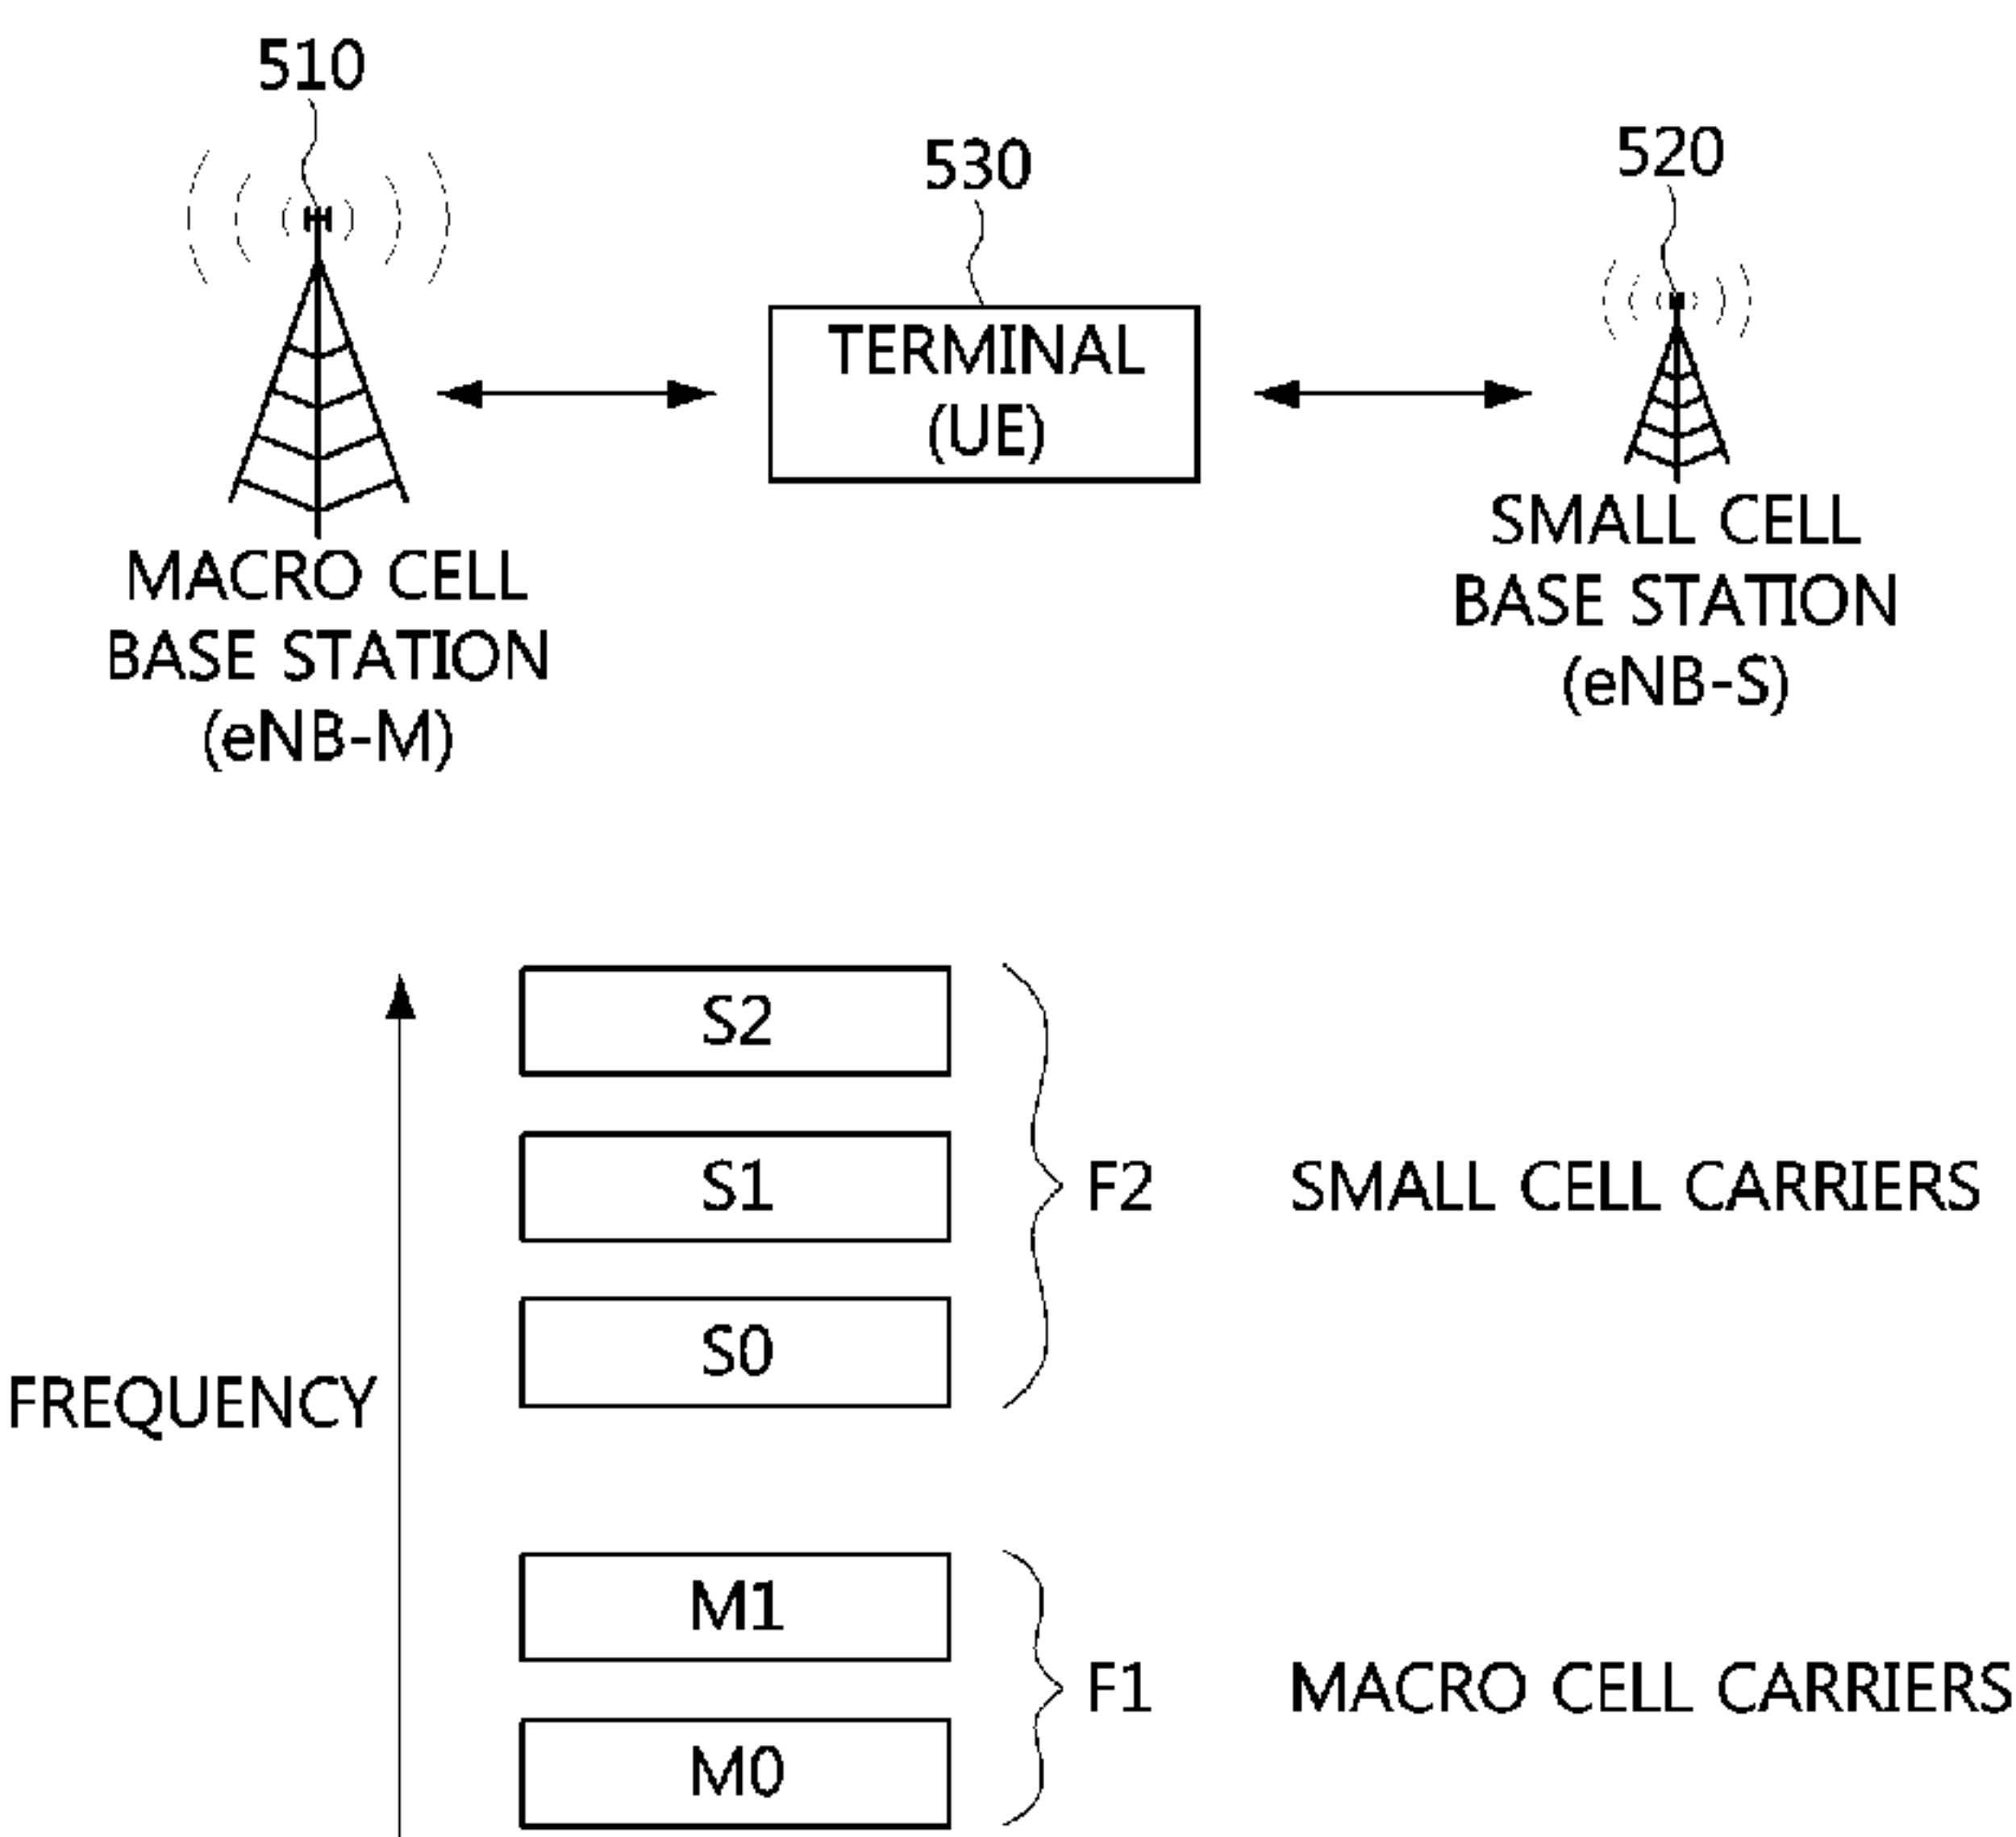 510
530
520
TERMINAL
(UE)
MACRO CELL
BASE STATION
(eNB-M)
SMALL CELL
BASE STATION
(eNB-S)
S2
S1
F2
SMALL CELL CARRIERS
S0
FREQUENCY
M1
F1
MACRO CELL CARRIERS
M0